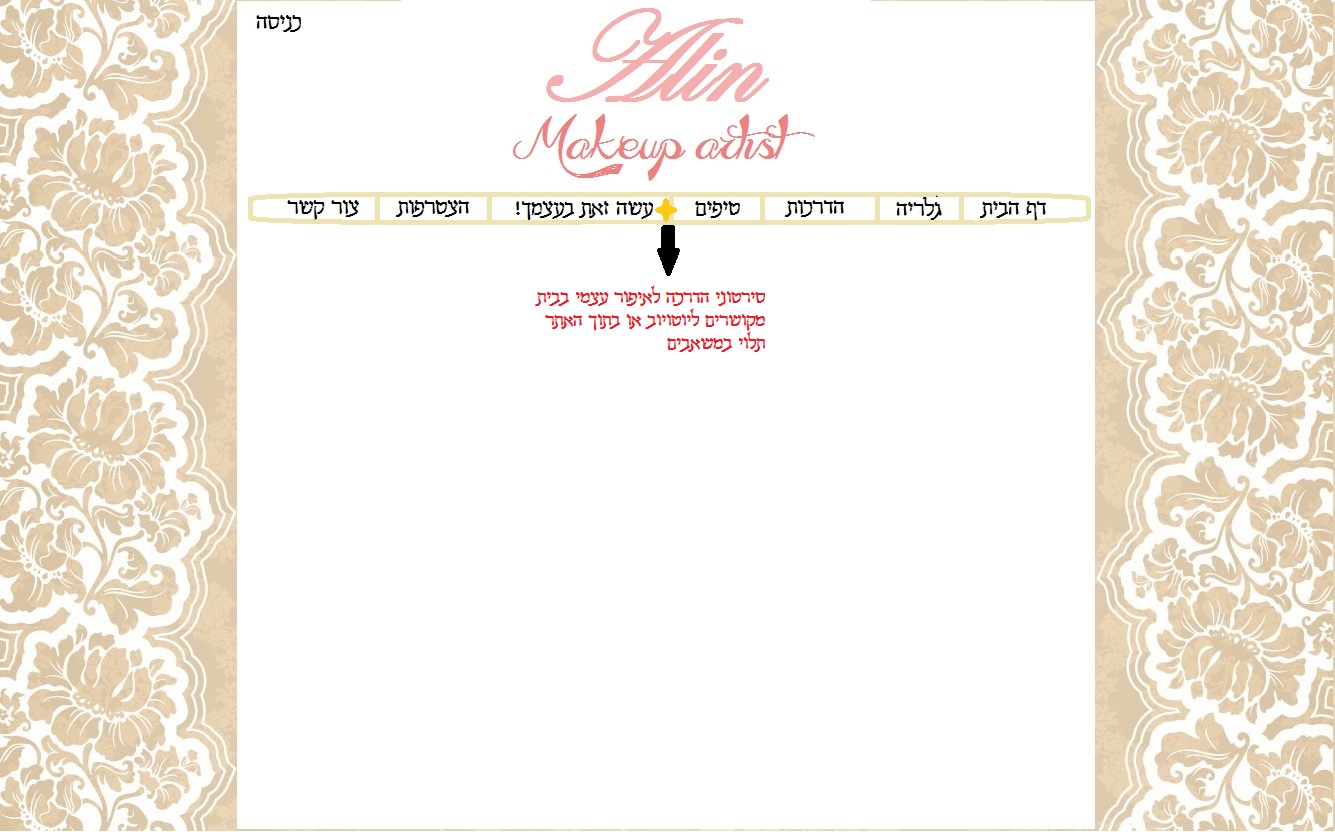 כניסה
Alin
Makeup artist
דף הבית גלריה הדרכות טיפים עשה זאת בעצמך! הצטרפות צור קשר
סירטוני הדרכה לאיפור עצמי בבית
מקושרים ליוטויוב או בתוך האתר
תלוי במשאבים